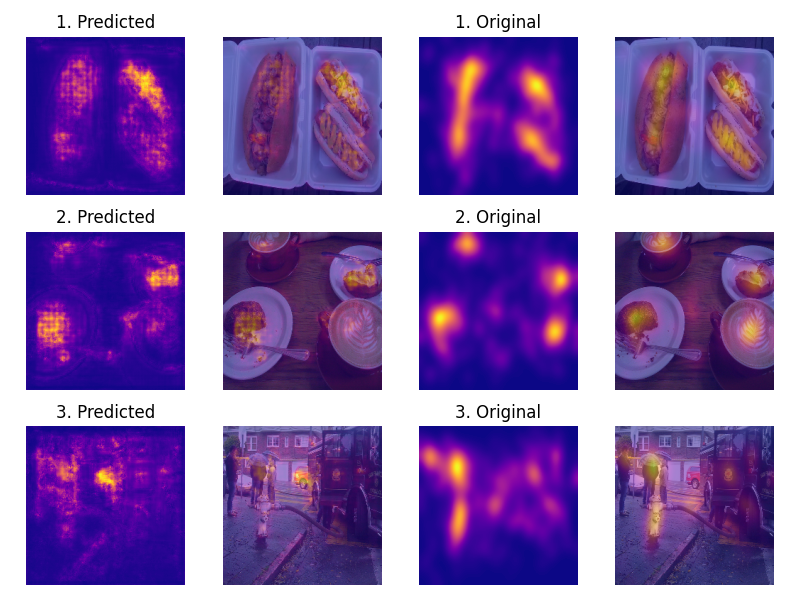 1. Predicted
1. Original
2. Predicted
2. Original
3. Predicted
3. Original